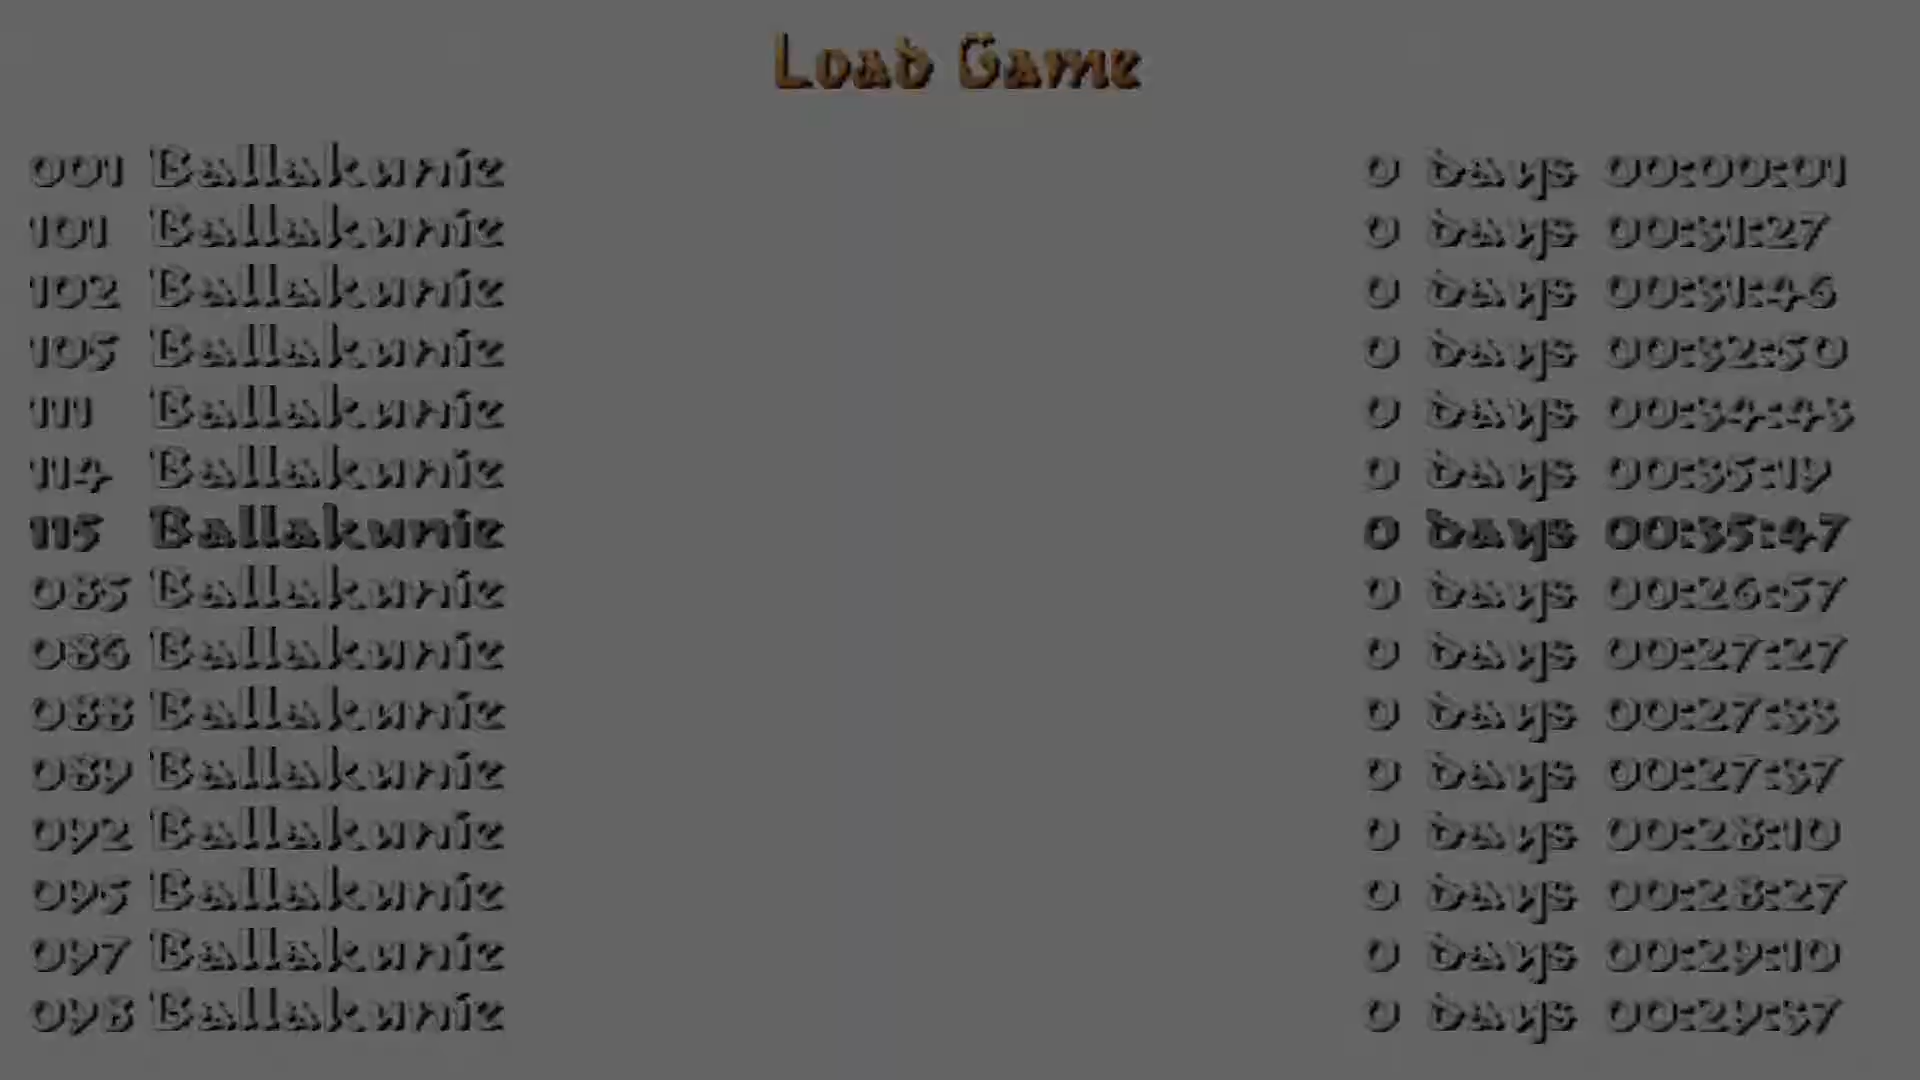 Load Game
001 Ballakunie 0 days 00:00:01
101 Ballakunie 0 days 00:31:27
102 Ballakunie 0 days 00:31:46
105 Ballakunie 0 days 00:32:50
111 Ballakunie 0 days 00:34:43
114 Ballakunie 0 days 00:35:19
115 Ballakunie 0 days 00:35:47
085 Ballakunie 0 days 00:26:57
086 Ballakunie 0 days 00:27:27
088 Ballakunie 0 days 00:27:33
089 Ballakunie 0 days 00:27:37
092 Ballakunie 0 days 00:28:10
095 Ballakunie 0 days 00:28:27
097 Ballakunie 0 days 00:29:10
098 Ballakunie 0 days 00:29:37